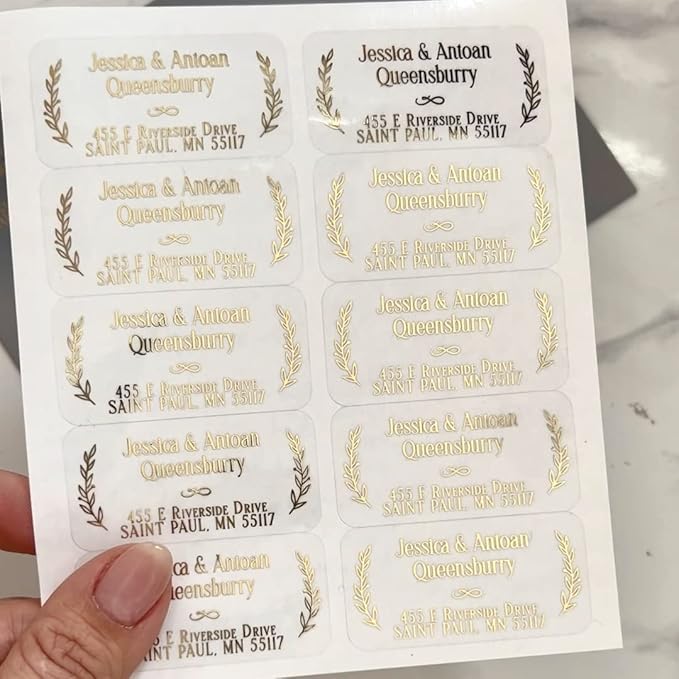 Jessica & Antoan
Queensburry
455 E Riverside Drive
SAINT PAUL, MN 55117
Jessica & Antoan
Queensburry
455 E Riverside Drive
SAINT PAUL, MN 55117
Jessica & Antoan
Queensburry
455 E Riverside Drive
SAINT PAUL, MN 55117
Jessica & Antoan
Queensburry
455 E Riverside Drive
SAINT PAUL, MN 55117
Jessica & Antoan
Queensburry
455 E Riverside Drive
SAINT PAUL, MN 55117
Jessica & Antoan
Queensburry
455 E Riverside Drive
SAINT PAUL, MN 55117
Jessica & Antoan
Queensburry
455 E Riverside Drive
SAINT PAUL, MN 55117
Jessica & Antoan
Queensburry
455 E Riverside Drive
SAINT PAUL, MN 55117
& Antoan
455 E Riverside Drive
PAUL, MN 55117
Jessica & Antoan
Queensburry
455 E Riverside Drive
SAINT PAUL, MN 55117